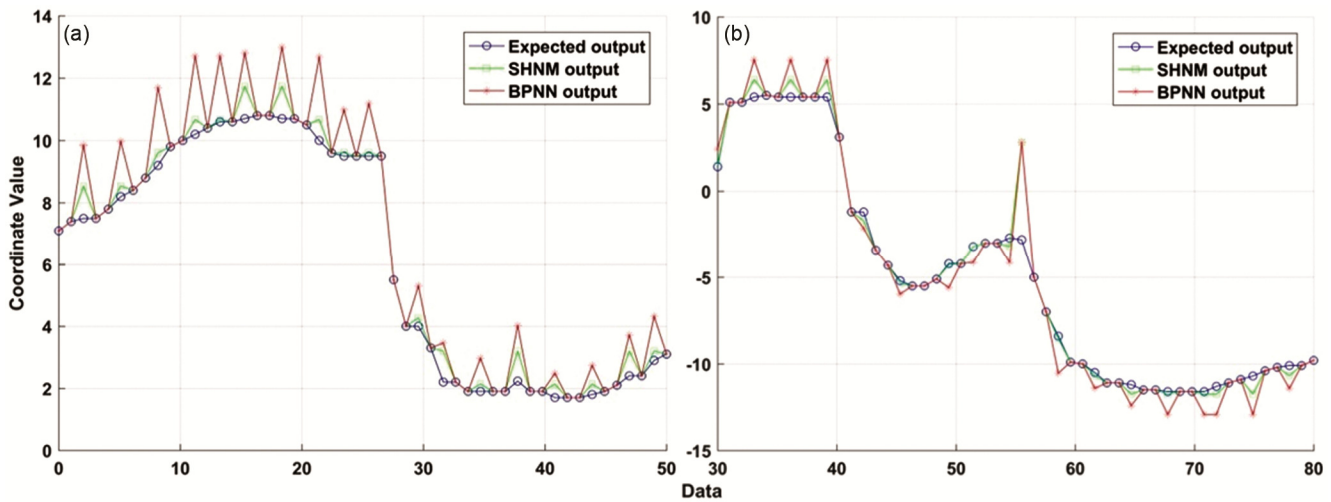 (a)
Coordinate Value
14
12
10
8
6
4
2
0
0 10 20 30 40 50
Expected output
SHNM output
BPNN output
(b)
10
5
0
-5
-10
-15
30 40 50 60 70 80
Expected output
SHNM output
BPNN output
Data